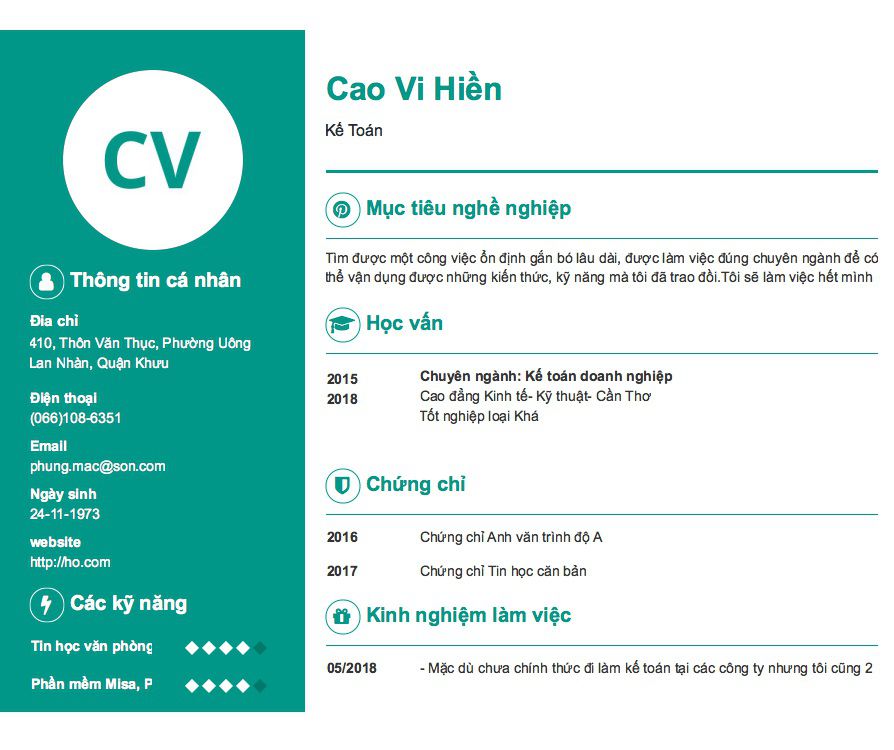 CV
Thông tin cá nhân
Đia chỉ
410, Thôn Văn Thục, Phường Uông
Lan Nhàn, Quận Khưu
Điện thoại
(066)108-6351
Email
phung.mac@son.com
Ngày sinh
24-11-1973
website
http://ho.com
Các kỹ năng
Tin học văn phòng
Phần mềm Misa, P
Cao Vi Hiền
Kế Toán
Mục tiêu nghề nghiệp
Tìm được một công việc ổn định gắn bó lâu dài, được làm việc đúng chuyên ngành để có
thể vận dụng được những kiến thức, kỹ năng mà tôi đã trao đồi.Tôi sẽ làm việc hết mình
Học vấn
2015 Chuyên ngành: Kế toán doanh nghiệp
2018 Cao đẳng Kinh tế- Kỹ thuật- Cần Thơ
Tốt nghiệp loại Khá
Chứng chỉ
2016 Chứng chỉ Anh văn trình độ A
2017 Chứng chỉ Tin học căn bản
Kinh nghiệm làm việc
05/2018 - Mặc dù chưa chính thức đi làm kế toán tại các công ty nhưng tôi cũng 2